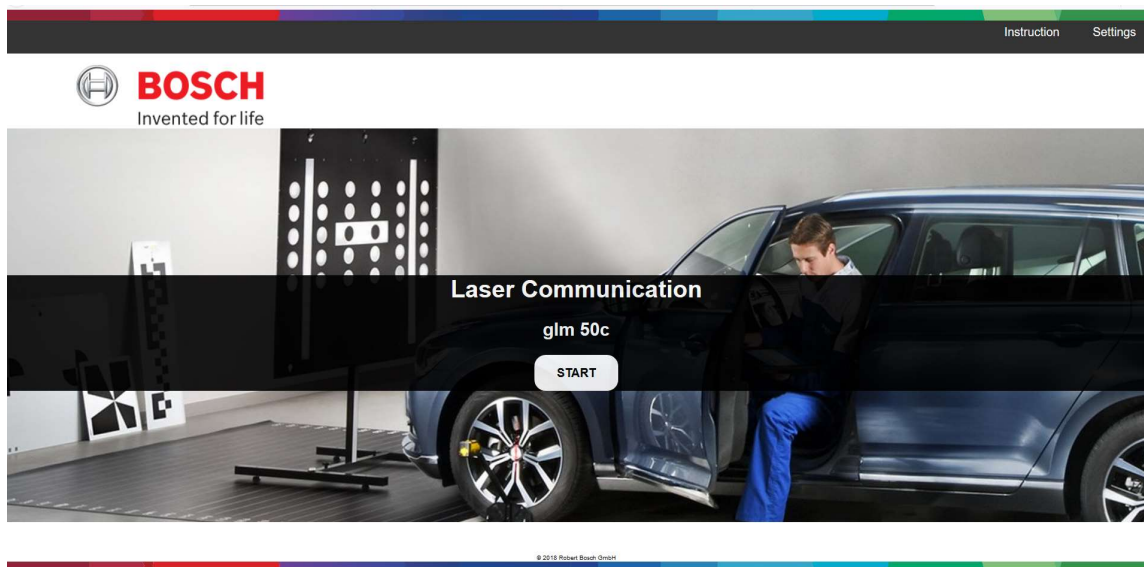 Instruction Settings
BOSCH
Invented for life
Laser Communication
glm 50c
START
© 2018 Robert Bosch GmbH